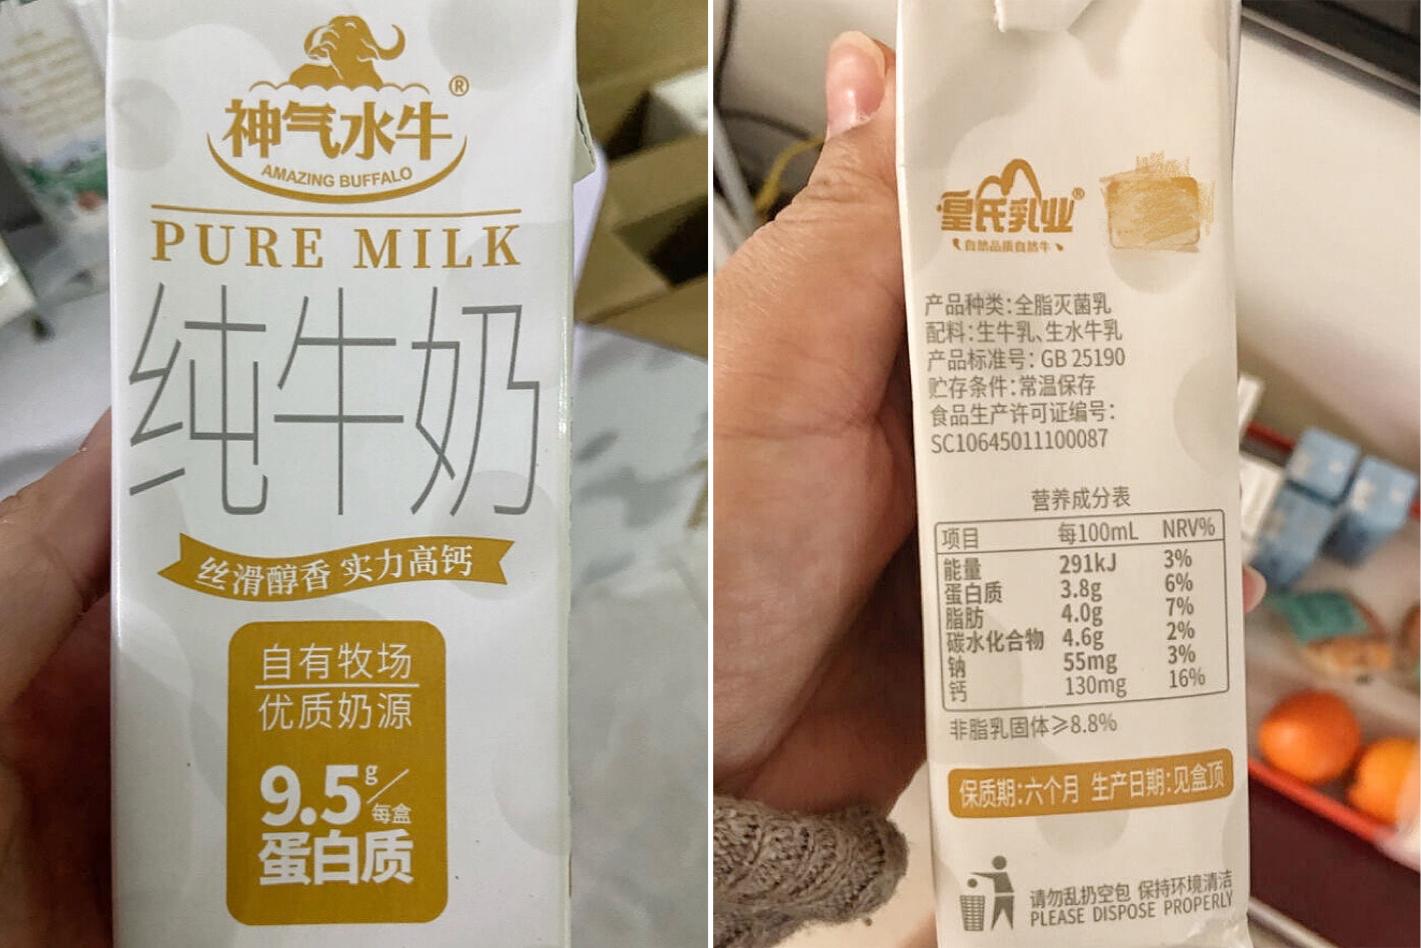 神气水牛®
AMAZING BUFFALO
PURE MILK
纯牛奶
丝滑醇香 实力高钙
自有牧场
优质奶源
9.5g/每盒
蛋白质
皇氏乳业®
自然品质自然牛
产品种类:全脂灭菌乳
配料:生牛乳、生水牛乳
产品标准号: GB 25190
贮存条件:常温保存
食品生产许可证编号:
SC10645011100087
营养成分表
项目 每100mL NRV%
能量 291kJ 3%
蛋白质 3.8g 6%
脂肪 4.0g 7%
碳水化合物 4.6g 2%
钠 55mg 3%
钙 130mg 16%
非脂乳固体≥8.8%
保质期:六个月 生产日期:见盒顶
请勿乱扔空包 保持环境清洁
PLEASE DISPOSE PROPERLY